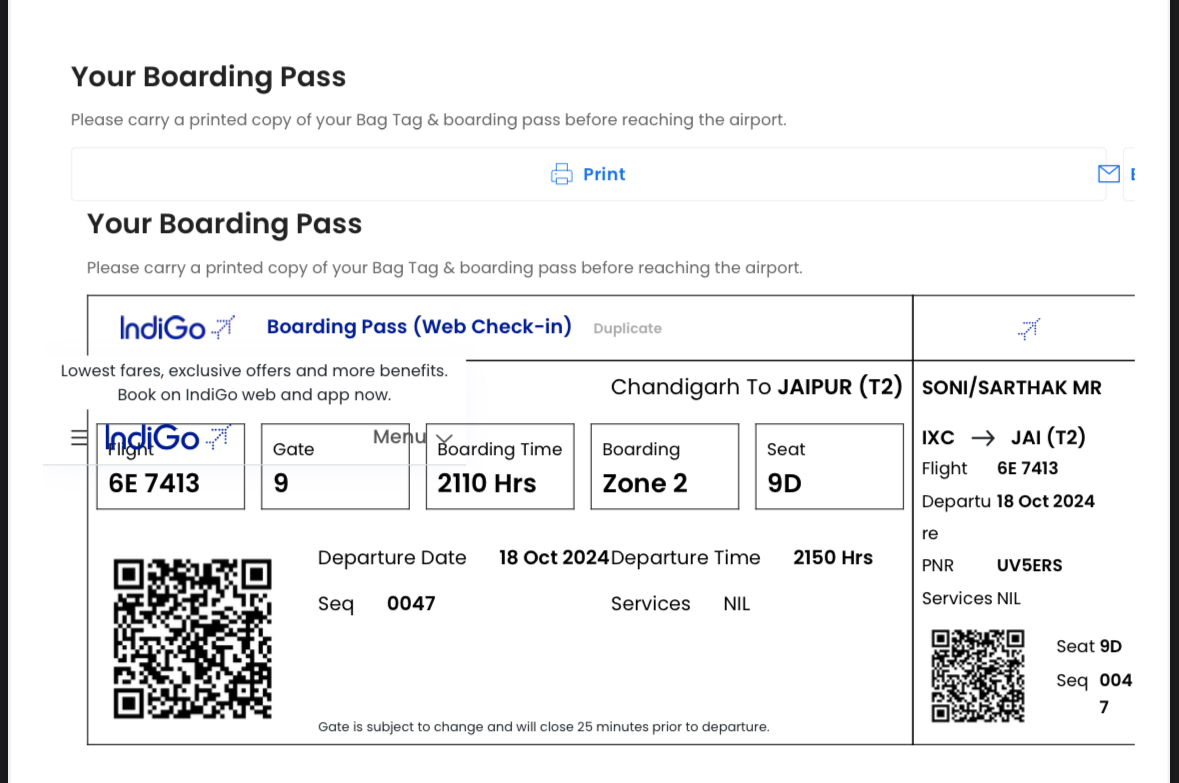 Your Boarding Pass
Please carry a printed copy of your Bag Tag & boarding pass before reaching the airport.
Print
Your Boarding Pass
Please carry a printed copy of your Bag Tag & boarding pass before reaching the airport.
IndiGo Boarding Pass (Web Check-in) Duplicate
Lowest fares, exclusive offers and more benefits.
Book on IndiGo web and app now.
Chandigarh To JAIPUR (T2)
IndiGo Menu
Flight Gate Boarding Time Boarding Seat
6E 7413 9 2110 Hrs Zone 2 9D
Departure Date 18 Oct 2024 Departure Time 2150 Hrs
Seq 0047 Services NIL
Gate is subject to change and will close 25 minutes prior to departure.
SONI/SARTHAK MR
IXC → JAI (T2)
Flight 6E 7413
Departu 18 Oct 2024
re
PNR UV5ERS
Services NIL
Seat 9D
Seq 004
7